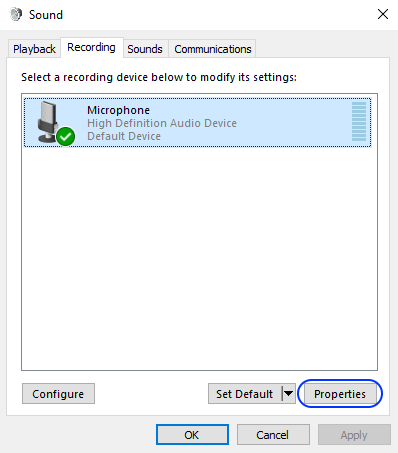 Sound
Playback Recording Sounds Communications
Select a recording device below to modify its settings:
Microphone
High Definition Audio Device
Default Device
Configure Set Default Properties
OK Cancel Apply